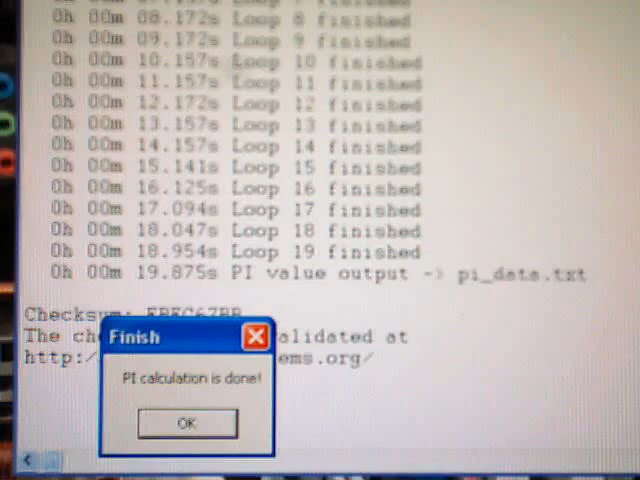 0h 00m 08.172s Loop 8 finished
0h 00m 09.172s Loop 9 finished
0h 00m 10.157s Loop 10 finished
0h 00m 11.157s Loop 11 finished
0h 00m 12.172s Loop 12 finished
0h 00m 13.157s Loop 13 finished
0h 00m 14.157s Loop 14 finished
0h 00m 15.141s Loop 15 finished
0h 00m 16.125s Loop 16 finished
0h 00m 17.094s Loop 17 finished
0h 00m 18.047s Loop 18 finished
0h 00m 18.954s Loop 19 finished
0h 00m 19.875s PI value output -> pi_data.txt
Checksum:
The ch alidated at
http:/ ems.org/
Finish
PI calculation is done!
OK